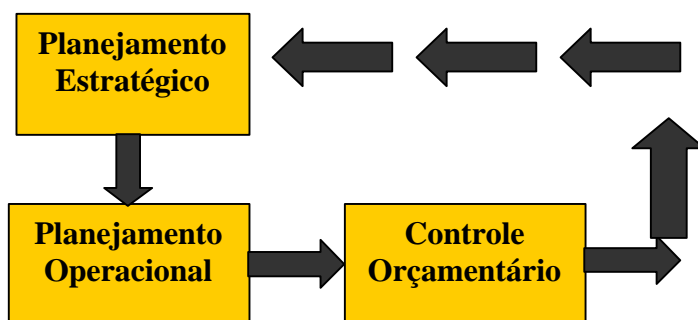 Planejamento
Estratégico
Planejamento
Operacional
Controle
Orçamentário